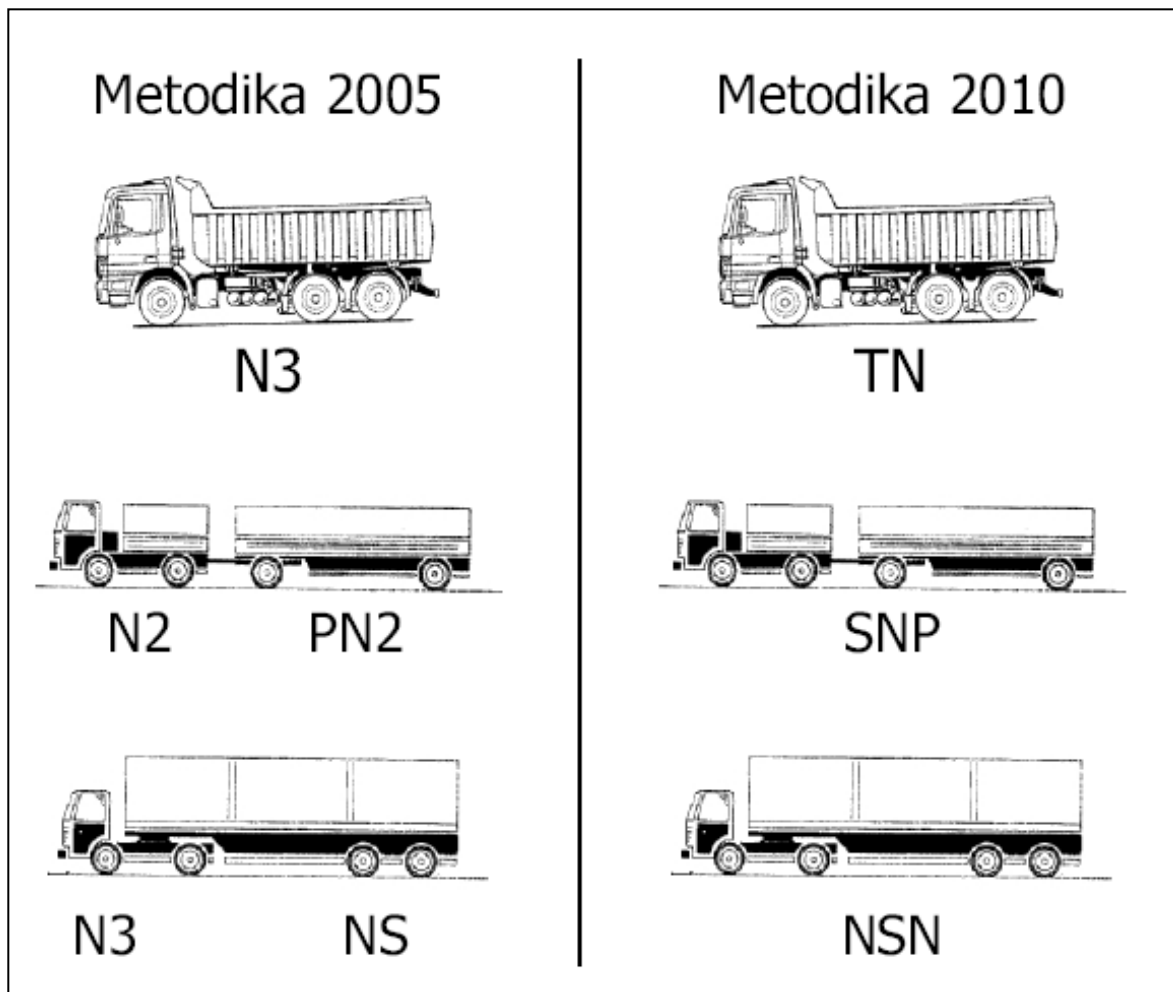 Metodika 2005
N3
N2 PN2
N3 NS
Metodika 2010
TN
SNP
NSN